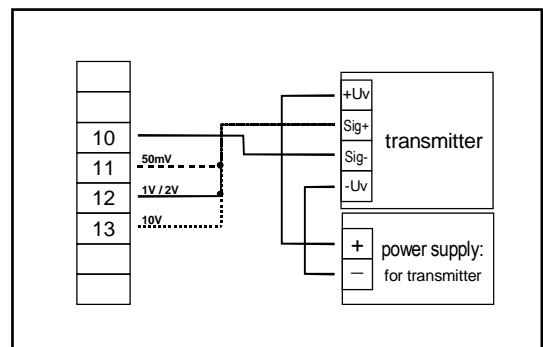 10
11
12
13
50mV
1V / 2V
10V
+Uv
Sig+
Sig-
-Uv
transmitter
+
−
power supply:
for transmitter